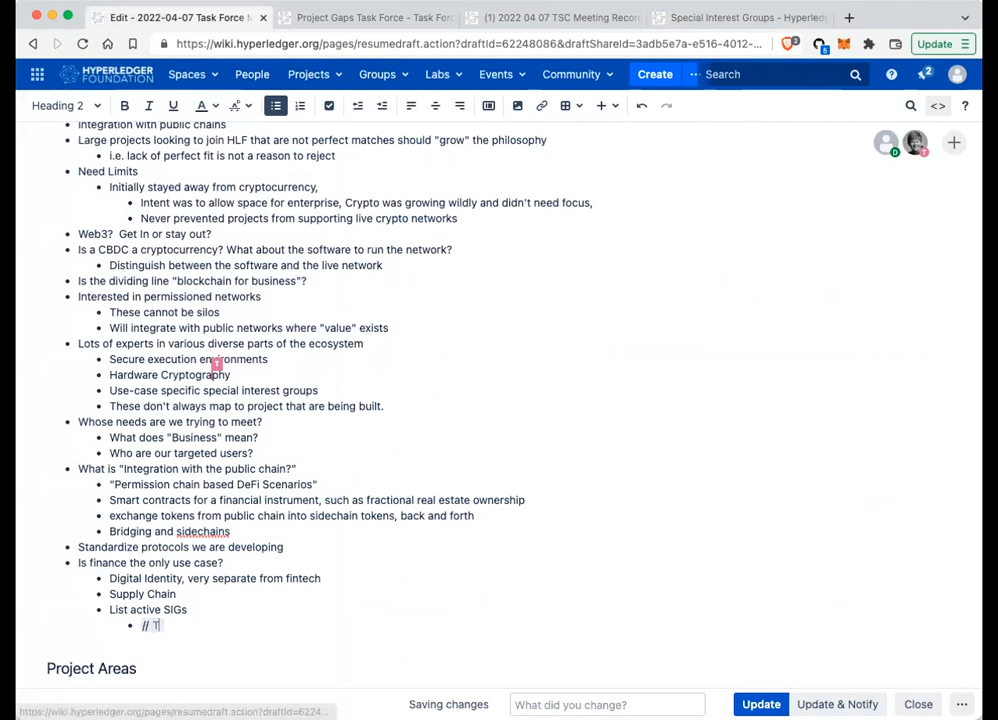 Edit - 2022-04-07 Task Force M
Project Gaps Task Force - Task For
(1) 2022 04 07 TSC Meeting Record
Special Interest Groups - Hyperledg
https://wiki.hyperledger.org/pages/resumedraft.action?draftId=62248086&draftShareId=3adb5e7a-e516-4012-...
5
Update
HYPERLEDGER
FOUNDATION
Spaces
People
Projects
Groups
Labs
Events
Community
Create
Search
2
Heading 2
B
I
U
A
<>
?
Integration with public chains
Large projects looking to join HLF that are not perfect matches should "grow" the philosophy
i.e. lack of perfect fit is not a reason to reject
Need Limits
Initially stayed away from cryptocurrency,
Intent was to allow space for enterprise, Crypto was growing wildly and didn't need focus,
Never prevented projects from supporting live crypto networks
Web3? Get In or stay out?
Is a CBDC a cryptocurrency? What about the software to run the network?
Distinguish between the software and the live network
Is the dividing line "blockchain for business"?
Interested in permissioned networks
These cannot be silos
Will integrate with public networks where "value" exists
Lots of experts in various diverse parts of the ecosystem
Secure execution environments
Hardware Cryptography
Use-case specific special interest groups
These don't always map to project that are being built.
Whose needs are we trying to meet?
What does "Business" mean?
Who are our targeted users?
What is "Integration with the public chain?"
"Permission chain based DeFi Scenarios"
Smart contracts for a financial instrument, such as fractional real estate ownership
exchange tokens from public chain into sidechain tokens, back and forth
Bridging and sidechains
Standardize protocols we are developing
Is finance the only use case?
Digital Identity, very separate from fintech
Supply Chain
List active SIGs
// T
Project Areas
https://wiki.hyperledger.org/pages/resumedraft.action?draftId=6224...
Saving changes
What did you change?
Update
Update & Notify
Close